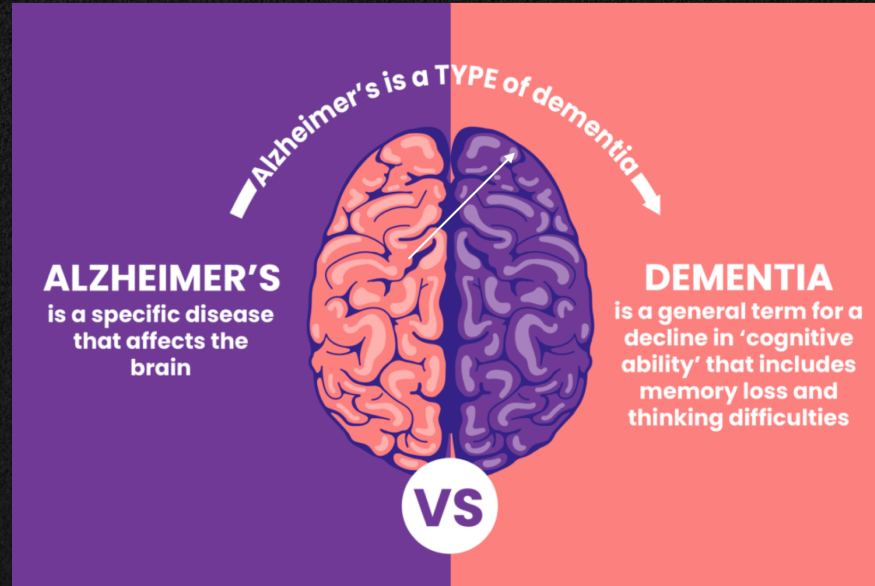 Alzheimer's is a TYPE of dementia
ALZHEIMER'S
is a specific disease
that affects the
brain
DEMENTIA
is a general term for a
decline in ‘cognitive
ability’ that includes
memory loss and
thinking difficulties
VS